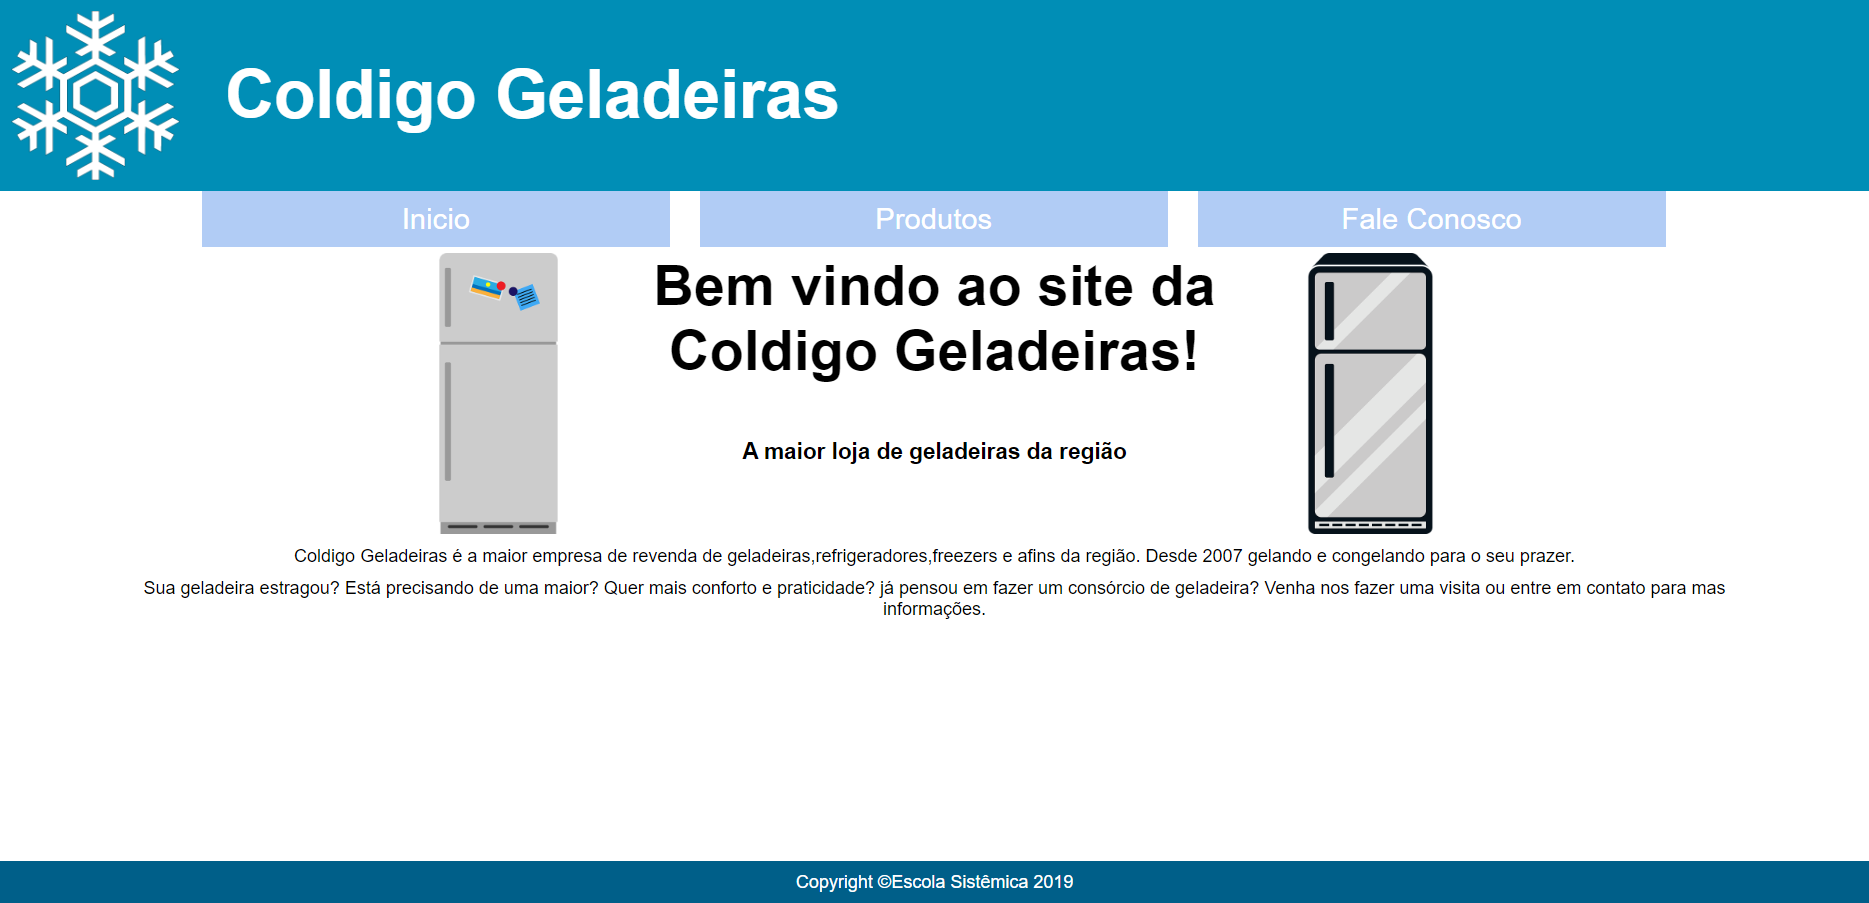 Coldigo Geladeiras
Inicio
Produtos
Fale Conosco
Bem vindo ao site da
Coldigo Geladeiras!
A maior loja de geladeiras da região
Coldigo Geladeiras é a maior empresa de revenda de geladeiras,refrigeradores,freezers e afins da região. Desde 2007 gelando e congelando para o seu prazer.
Sua geladeira estragou? Está precisando de uma maior? Quer mais conforto e praticidade? já pensou em fazer um consórcio de geladeira? Venha nos fazer uma visita ou entre em contato para mas
informações.
Copyright ©Escola Sistêmica 2019